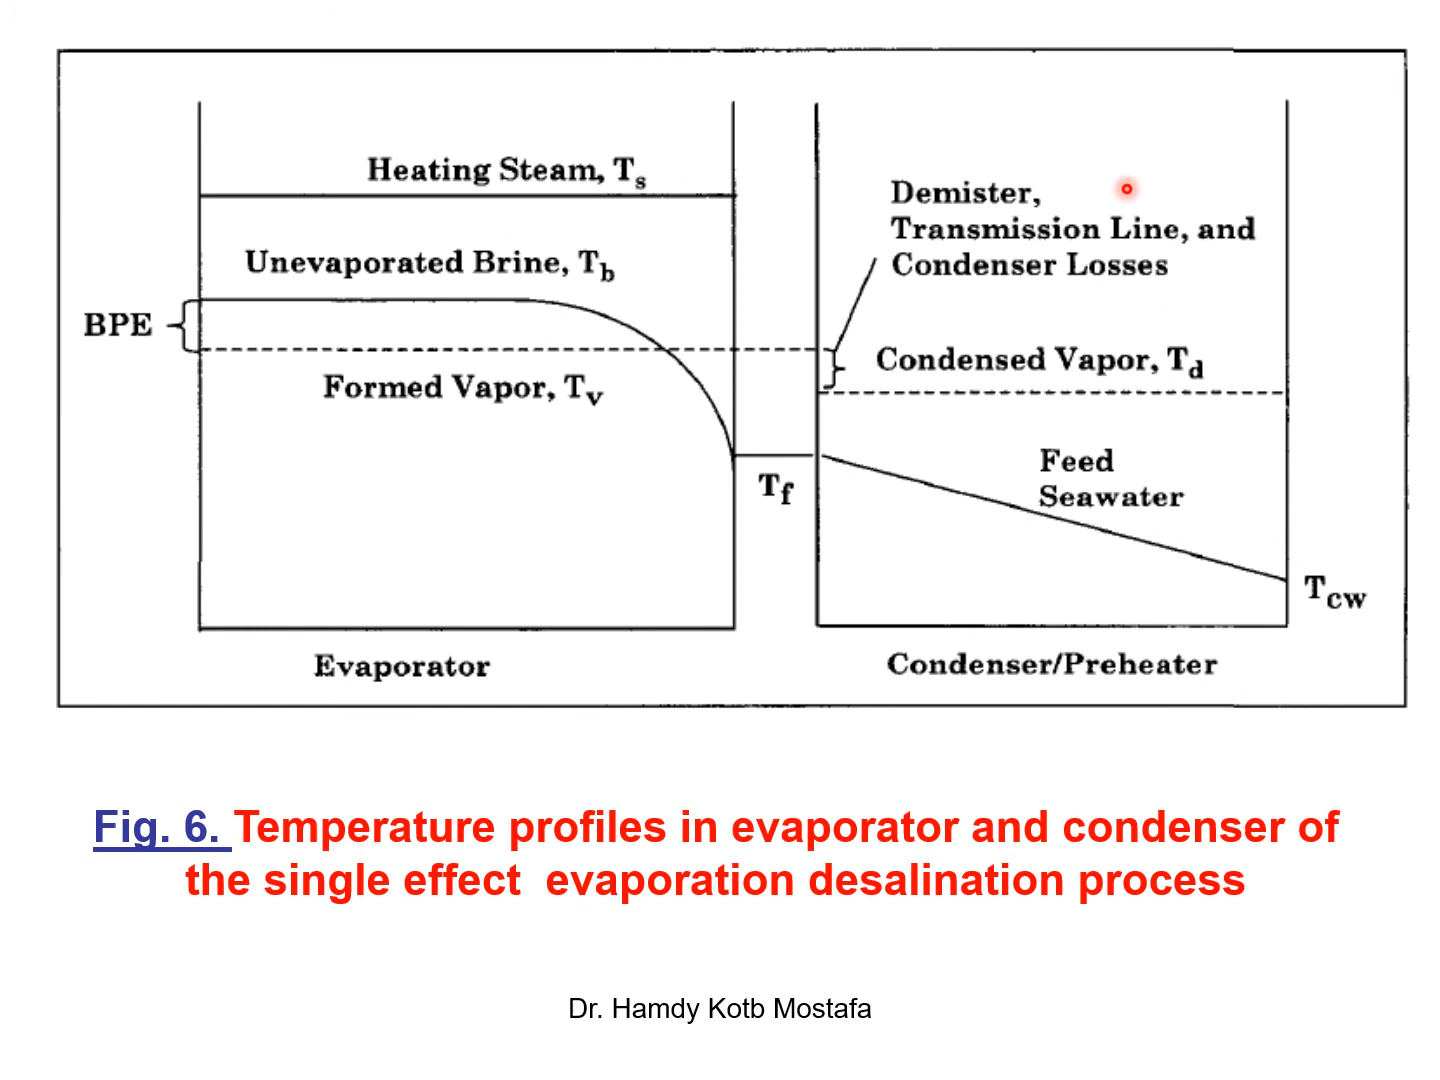 Heating Steam, Ts
Unevaporated Brine, Tb
BPE
Formed Vapor, Tv
Evaporator
Tf
Demister,
Transmission Line, and
Condenser Losses
Condensed Vapor, Td
Feed
Seawater
Tcw
Condenser/Preheater
Fig. 6. Temperature profiles in evaporator and condenser of
the single effect evaporation desalination process
Dr. Hamdy Kotb Mostafa